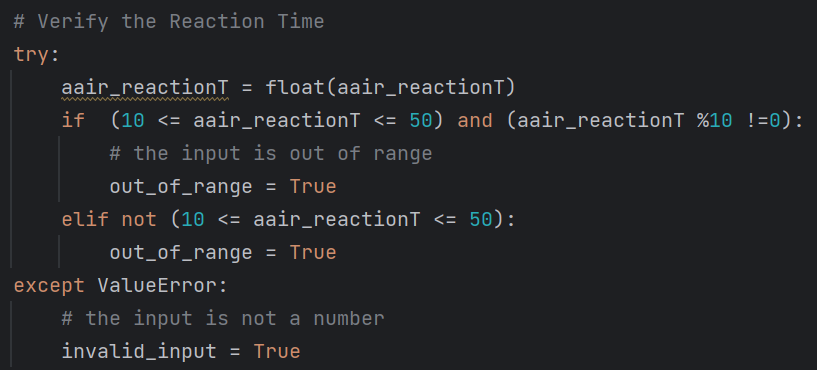 # Verify the Reaction Time
try:
    aair_reactionT = float(aair_reactionT)
    if  (10 <= aair_reactionT <= 50) and (aair_reactionT %10 !=0):
        # the input is out of range
        out_of_range = True
    elif not (10 <= aair_reactionT <= 50):
        out_of_range = True
except ValueError:
    # the input is not a number
    invalid_input = True